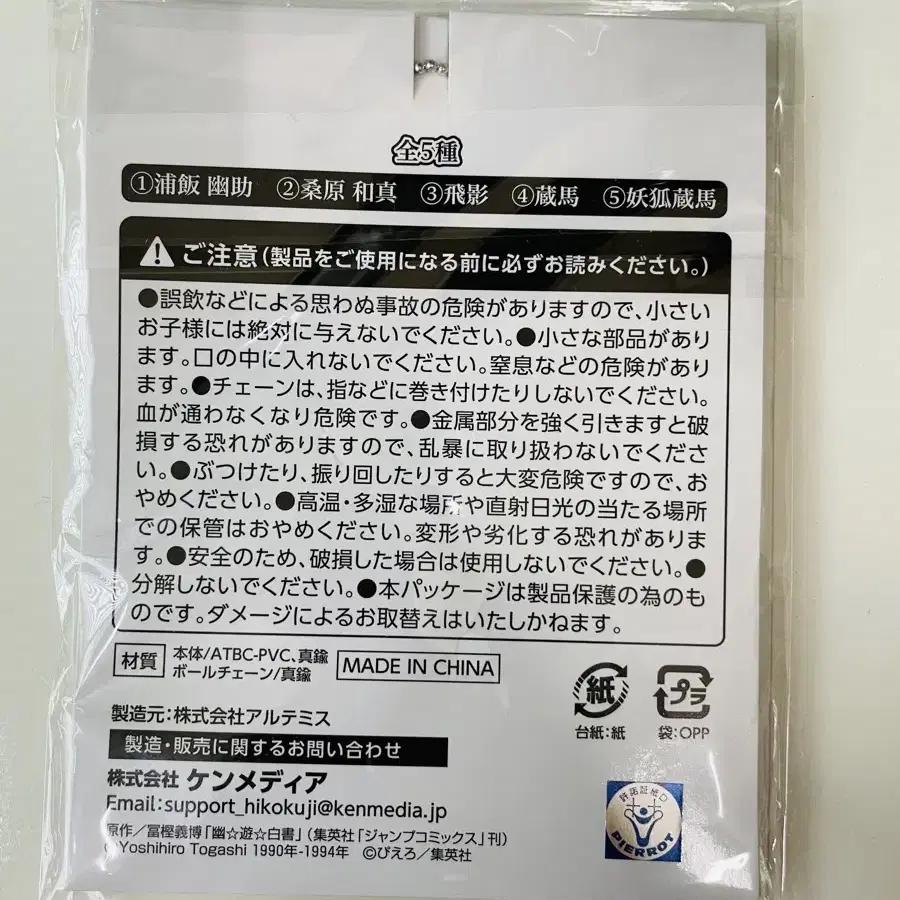 全5種
①浦飯 幽助 ②桑原 和真 ③飛影 ④蔵馬 ⑤妖狐蔵馬
ご注意(製品をご使用になる前に必ずお読みください。)
●誤飲などによる思わぬ事故の危険がありますので、小さい
お子様には絶対に与えないでください。●小さな部品があり
ます。口の中に入れないでください。窒息などの危険があり
ます。●チェーンは、指などに巻き付けたりしないでください。
血が通わなくなり危険です。●金属部分を強く引きますと破
損する恐れがありますので、乱暴に取り扱わないでくださ
い。●ぶつけたり、振り回したりすると大変危険ですので、お
やめください。●高温・多湿な場所や直射日光の当たる場所
での保管はおやめください。変形や劣化する恐れがありま
す。●安全のため、破損した場合は使用しないでください。●
分解しないでください。●本パッケージは製品保護の為のも
のです。ダメージによるお取替えはいたしかねます。
材質 本体/ATBC-PVC、真鍮
ボールチェーン/真鍮
MADE IN CHINA
紙
台紙:紙
プラ
袋:OPP
製造元:株式会社アルテミス
製造・販売に関するお問い合わせ
株式会社 ケンメディア
Email:support_hikokuji@kenmedia.jp
原作/冨樫義博「幽☆遊☆白書」(集英社「ジャンプコミックス」刊)
©Yoshihiro Togashi 1990年-1994年 ©ぴえろ/集英社
許諾証紙
PIERROT